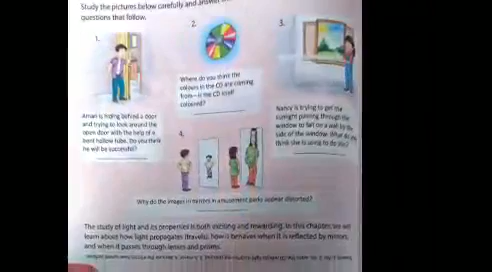 Study the pictures below carefully and answer
questions that follow.
1.
2.
3.
Where do you think the
colours in the CD are coming
from—is the CD itself
coloured?
Aman is hiding behind a door
and trying to look around the
open door with the help of a
bent hollow tube. Do you think
he will be successful?
Nancy is trying to get the
sunlight passing through the
window to fall on a wall by the
side of the window. What do you
think she is using to do this?
4.
Why do the images in mirrors in amusement parks appear distorted?
The study of light and its properties is both exciting and rewarding. In this chapter, we will
learn about how light propagates (travels), how it behaves when it is reflected by mirrors,
and when it passes through lenses and prisms.